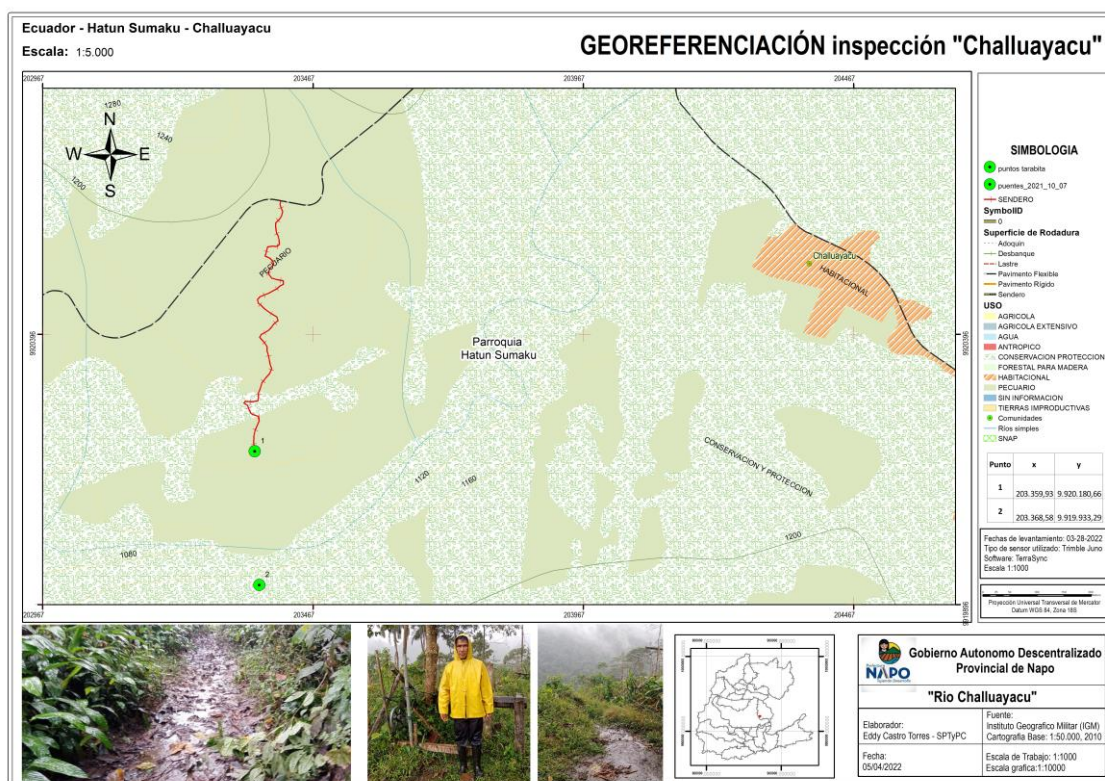 Ecuador - Hatun Sumaku - Challuayacu
Escala: 1:5.000
GEOREFERENCIACIÓN inspección "Challuayacu"
202967
203467
203967
204467
1280
N
1240
W
E
S
1200
PECUARIO
Challuayacu
HABITACIONAL
9920396
Parroquia
Hatun Sumaku
9920396
1
CONSERVACION Y PROTECCION
1120
1160
1200
1080
2
9919896
202967
203467
203967
204467
SIMBOLOGIA
puntos tarabita
puentes_2021_10_07
SENDERO
SymbolID
0
Superficie de Rodadura
Adoquin
Desbanque
Lastre
Pavimento Flexible
Pavimento Rígido
Sendero
USO
AGRICOLA
AGRICOLA EXTENSIVO
AGUA
ANTROPICO
CONSERVACION PROTECCION
FORESTAL PARA MADERA
HABITACIONAL
PECUARIO
SIN INFORMACION
TIERRAS IMPRODUCTIVAS
Comunidades
Ríos simples
SNAP
Punto x y
1 203.359,93 9.920.180,66
2 203.368,58 9.919.933,29
Fechas de levantamiento: 03-28-2022
Tipo de sensor utilizado: Trimble Juno
Software: TerraSync
Escala 1:1000
Proyección Universal Transversal de Mercator
Datum WGS 84, Zona 18S
NAPO
Gobierno Autonomo Descentralizado
Provincial de Napo
"Rio Challuayacu"
Elaborador:
Eddy Castro Torres - SPTyPC
Fuente:
Instituto Geografico Militar (IGM)
Cartografia Base: 1:50.000, 2010
Fecha:
05/04/2022
Escala de Trabajo: 1:1000
Escala grafica:1:10000